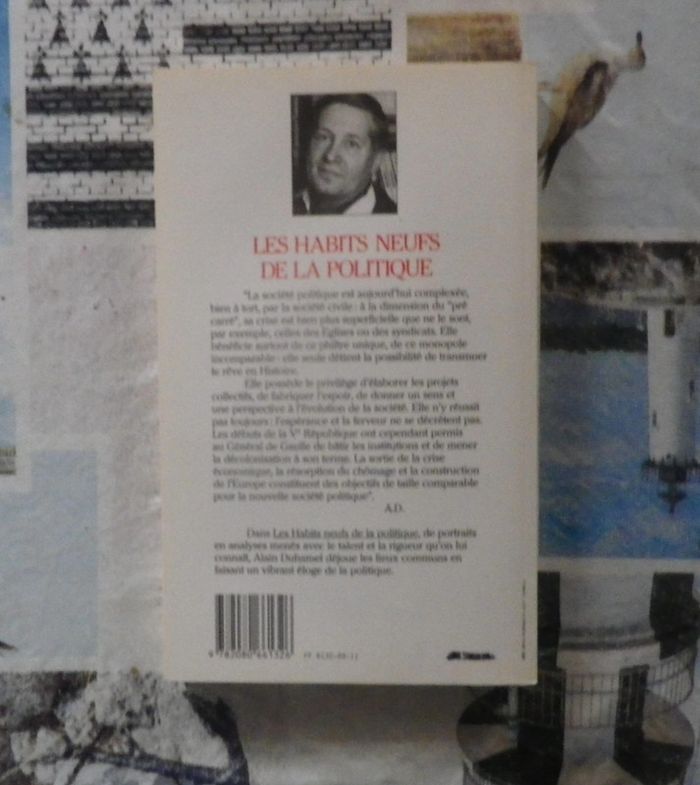 LES HABITS NEUFS
DE LA POLITIQUE
"La société politique est aujourd'hui complexée,
bien à tort, par la société civile : à la dimension du "pré
carré", sa crise est bien plus superficielle que ne le sont,
par exemple, celles des Eglises ou des syndicats. Elle
bénéficie surtout de ce philtre unique, de ce monopole
incomparable : elle seule détient la possibilité de transmuer
le rêve en Histoire.
Elle possède le privilège d'élaborer les projets
collectifs, de fabriquer l'espoir, de donner un sens et
une perspective à l'évolution de la société. Elle n'y réussit
pas toujours : l'espérance et la ferveur ne se décrètent pas.
Les débuts de la Ve République ont cependant permis
au Général de Gaulle de bâtir les institutions et de mener
la décolonisation à son terme. La sortie de la crise
économique, la résorption du chômage et la construction
de l'Europe constituent des objectifs de taille comparable
pour la nouvelle société politique".
A.D.
Dans Les Habits neufs de la politique, de portraits
en analyses menés avec le talent et la rigueur qu'on lui
connaît, Alain Duhamel déjoue les lieux communs en
faisant un vibrant éloge de la politique.
9 782080 661326